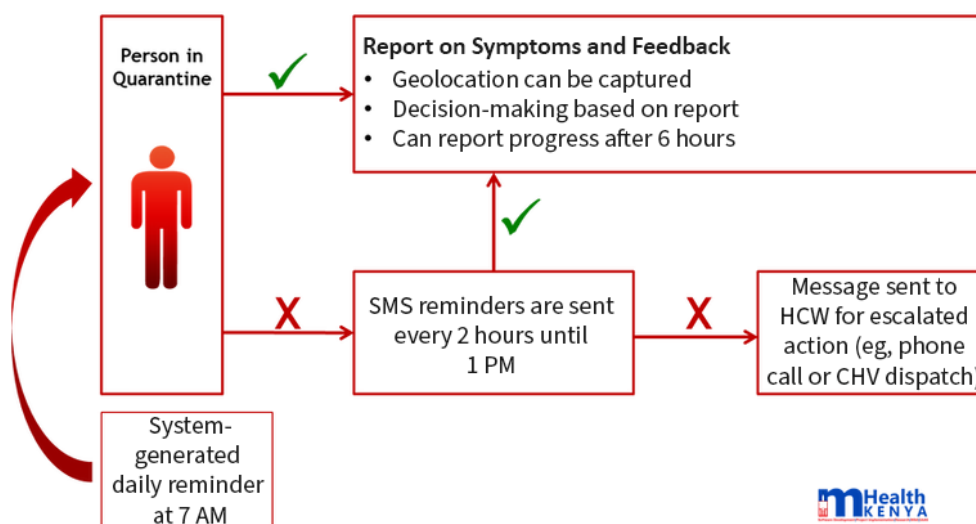 Person in
Quarantine
Report on Symptoms and Feedback
• Geolocation can be captured
• Decision-making based on report
• Can report progress after 6 hours
X
SMS reminders are sent
every 2 hours until
1 PM
X
Message sent to
HCW for escalated
action (eg, phone
call or CHV dispatch)
System-
generated
daily reminder
at 7 AM
mHealth
KENYA